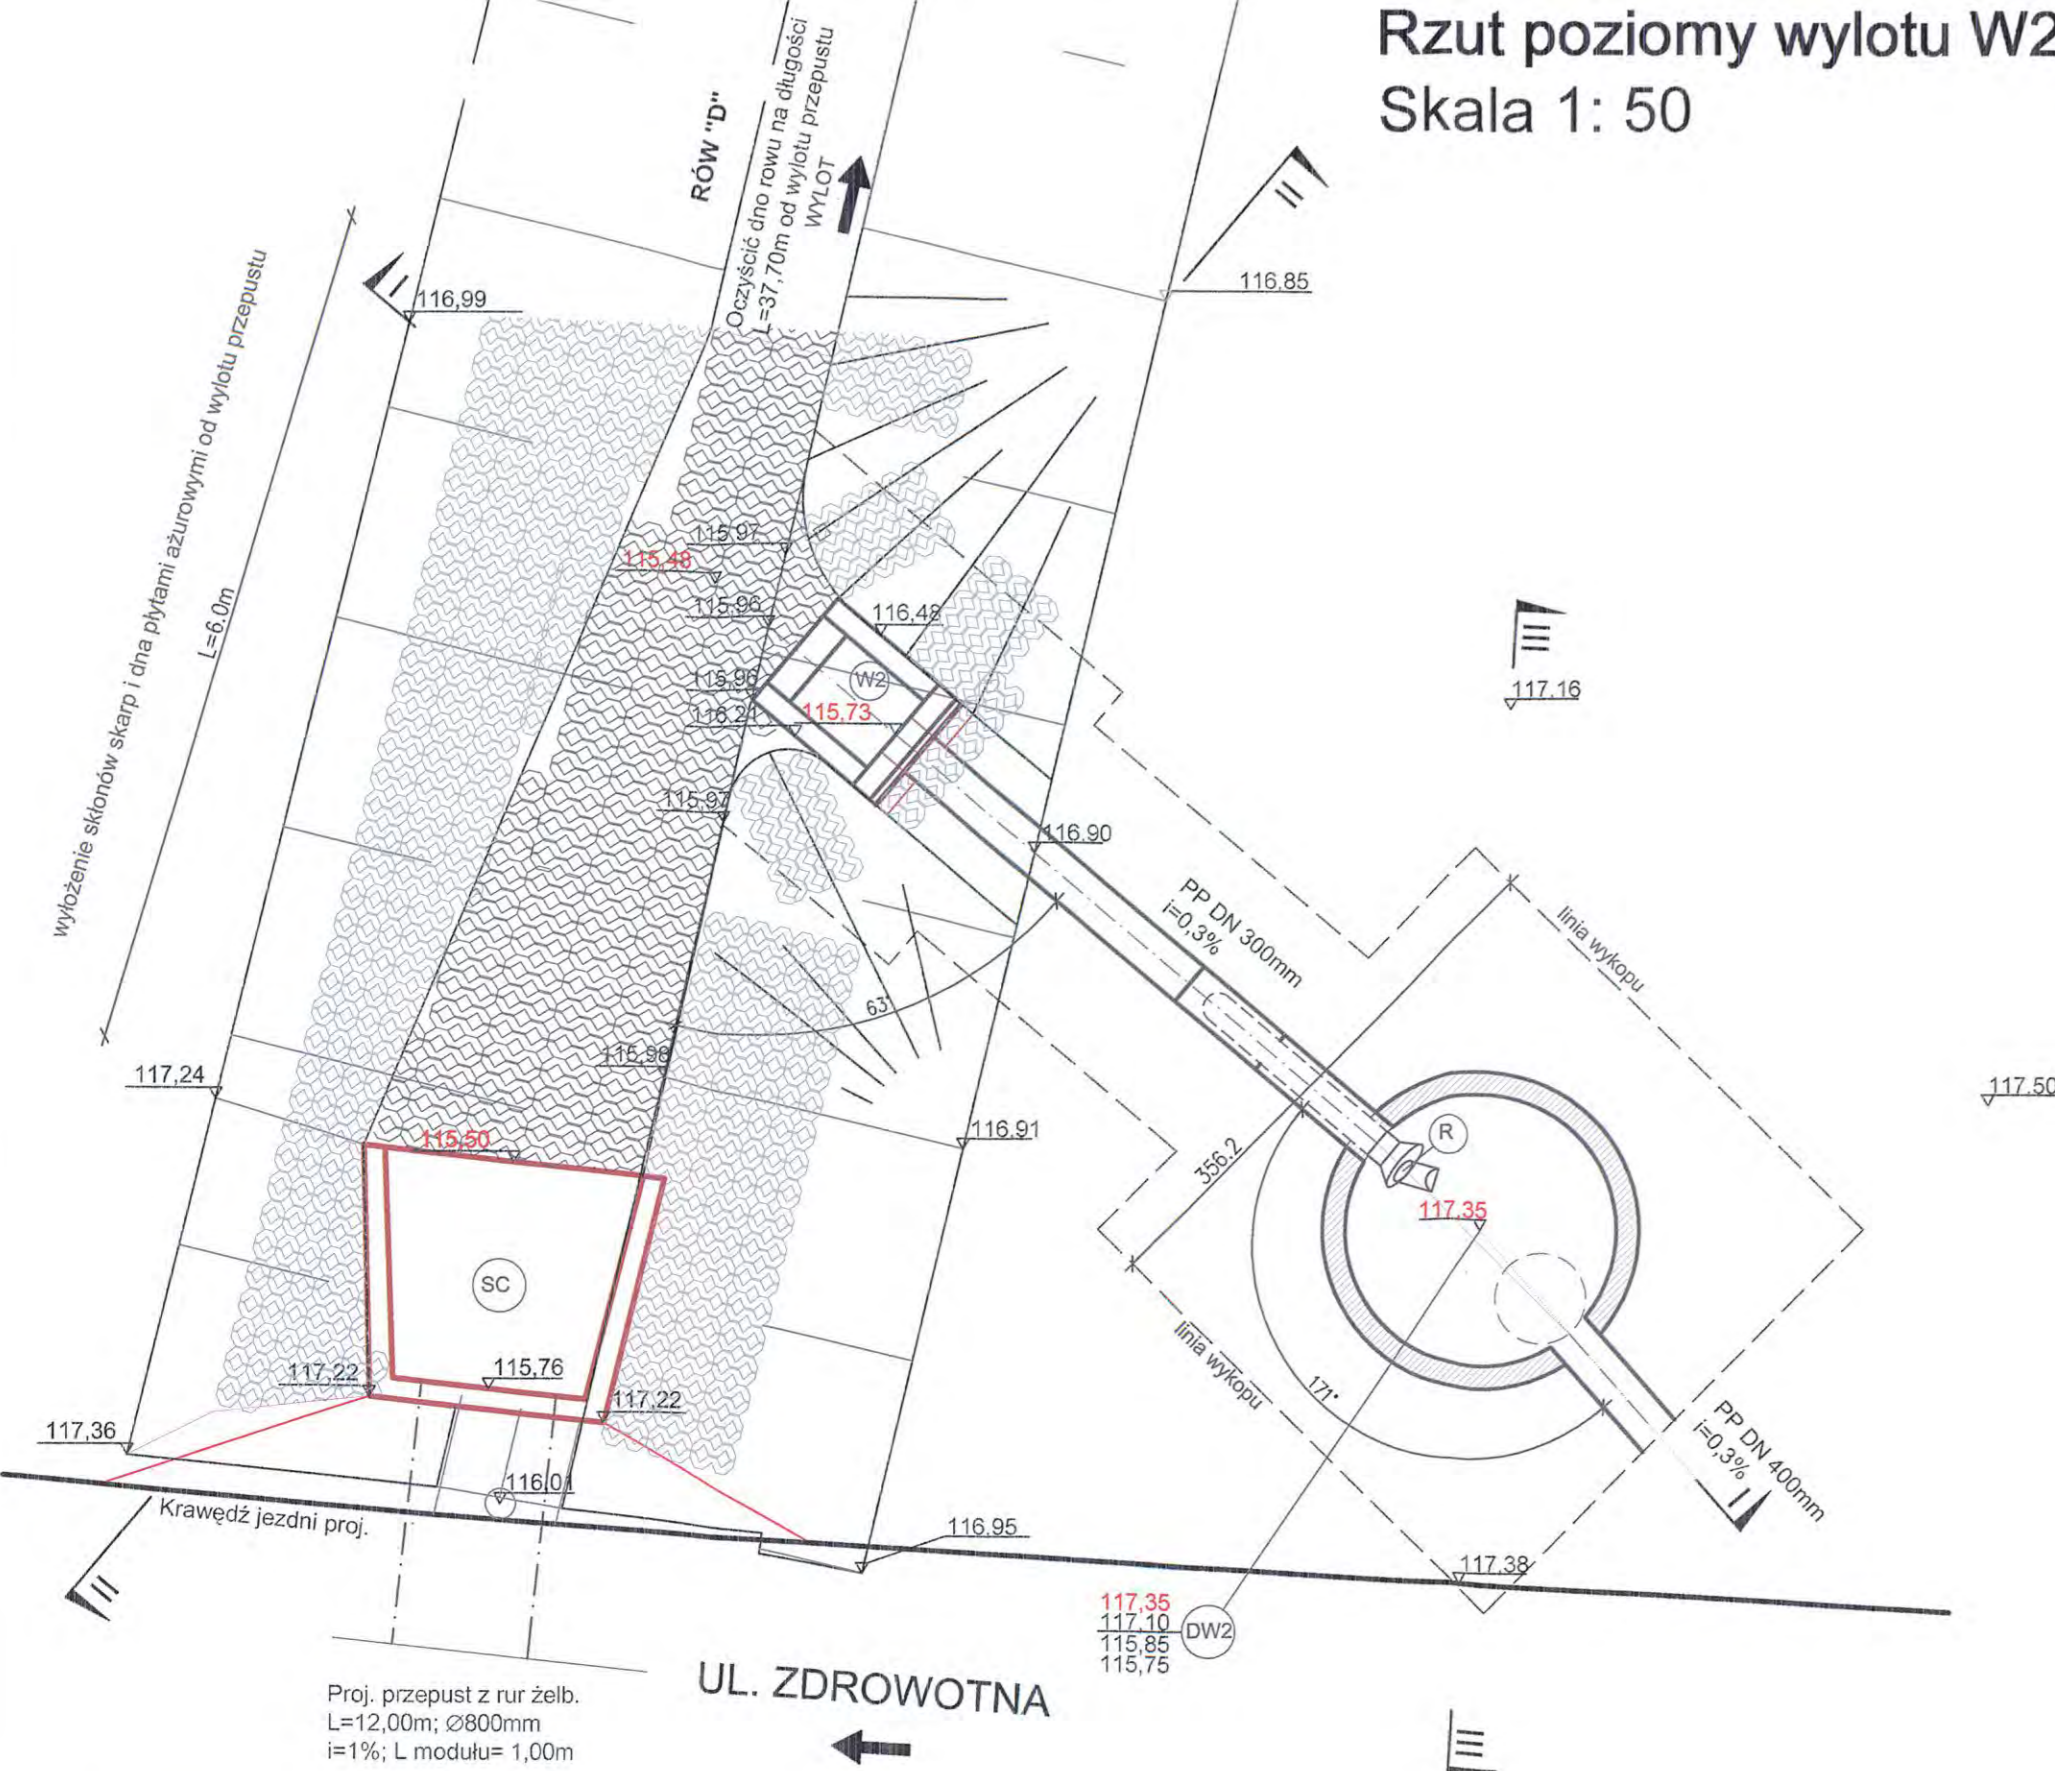 Rzut poziomy wylotu W2
Skala 1: 50
RÓW "D"
Oczyścić dno rowu na długości
L=37,70m od wylotu przepustu
WYLOT
II
I
116,99
116,85
wyłożenie skłonów skarp i dna płytami ażurowymi od wylotu przepustu
L=6.0m
115,97
115,48
115,96
116,48
III
115,96
W2
117.16
116.21
115,73
115,97
116.90
PP DN 300mm
i=0,3%
linia wykopu
63°
115,98
117,24
117.50
116,91
115,50
R
356.2
117,35
SC
115,76
117,22
117,22
linia wykopu
171°
117,36
PP DN 400mm
i=0,3%
I
116,01
Krawędź jezdni proj.
116,95
II
117,38
117,35
117,10
115,85
115,75
DW2
UL. ZDROWOTNA
Proj. przepust z rur żelb.
L=12,00m; Ø800mm
i=1%; L modułu= 1,00m
III